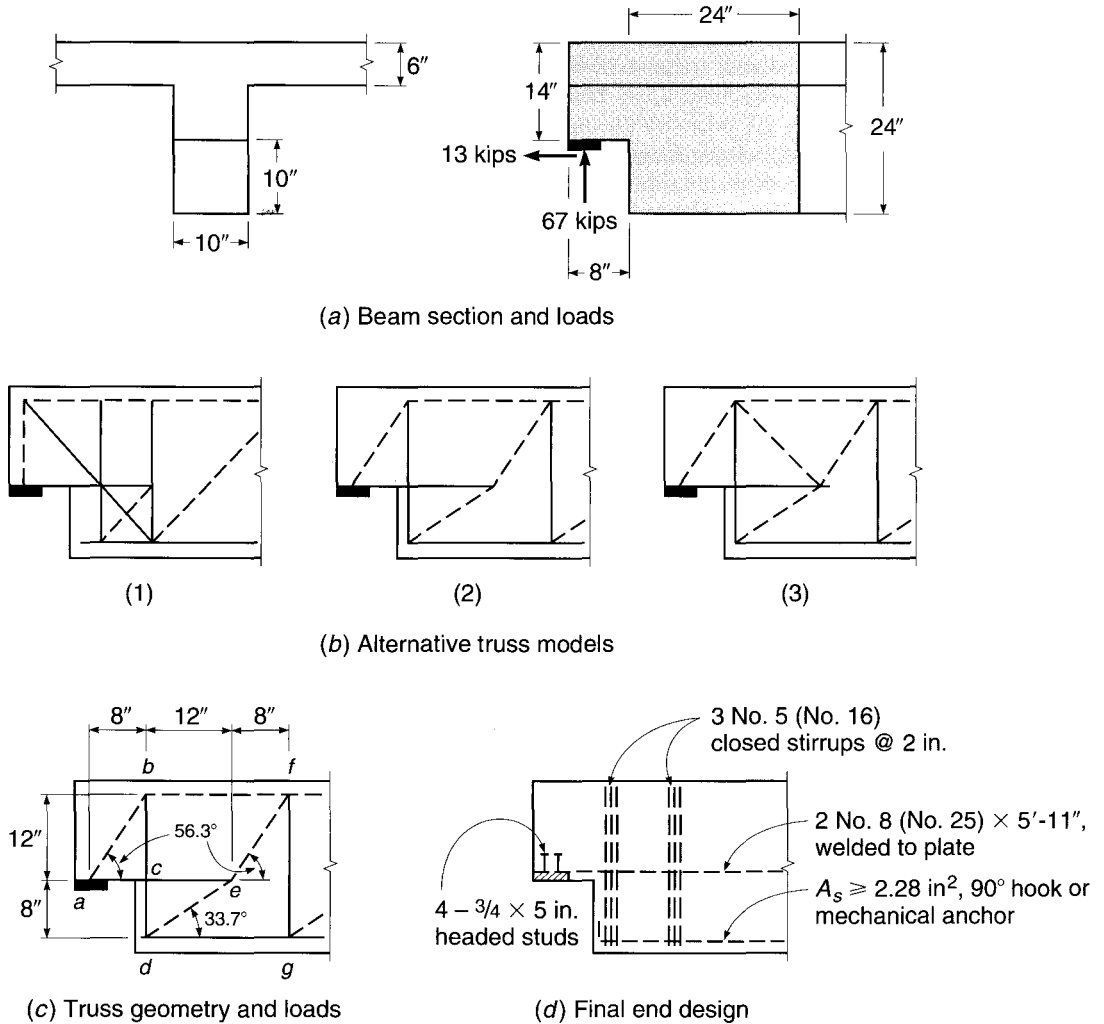 24″
6″
14″
24″
13 kips
10″
67 kips
10″
8″
(a) Beam section and loads
(1)
(2)
(3)
(b) Alternative truss models
8″ 12″ 8″
b f
12″
56.3°
c
e
a
8″
33.7°
d g
(c) Truss geometry and loads
3 No. 5 (No. 16)
closed stirrups @ 2 in.
2 No. 8 (No. 25) × 5′-11″,
welded to plate
4 – 3/4 × 5 in.
headed studs
As ⩾ 2.28 in², 90° hook or
mechanical anchor
(d) Final end design